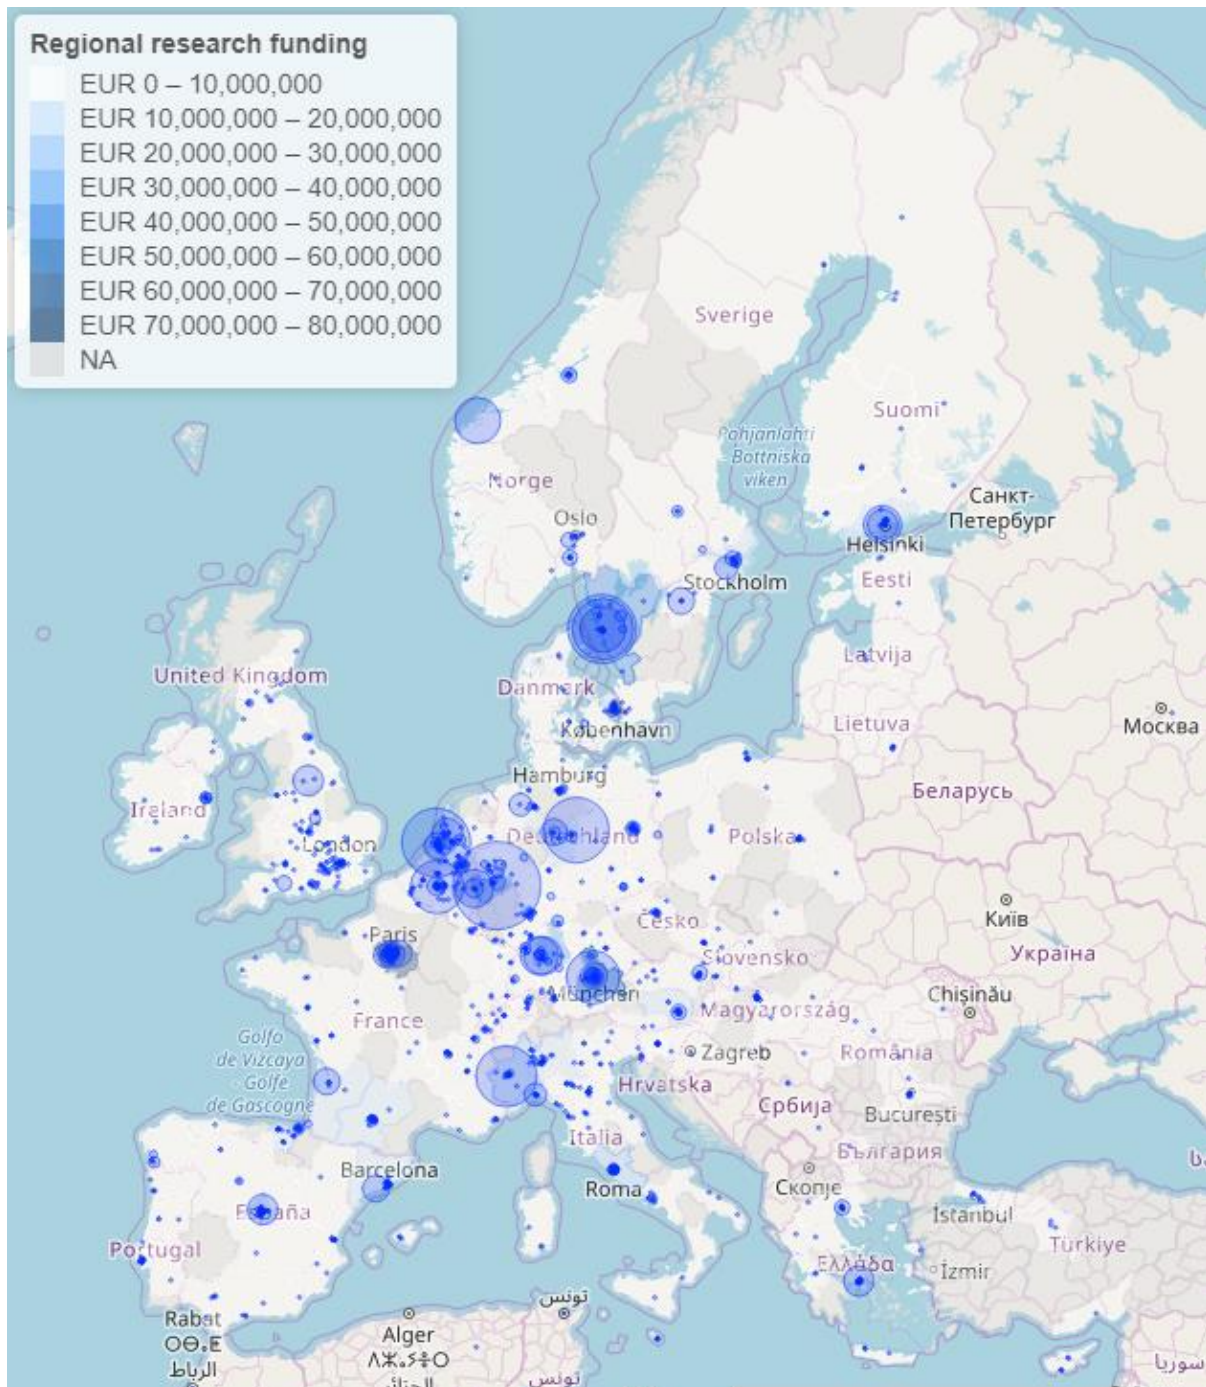 Regional research funding
EUR 0 – 10,000,000
EUR 10,000,000 – 20,000,000
EUR 20,000,000 – 30,000,000
EUR 30,000,000 – 40,000,000
EUR 40,000,000 – 50,000,000
EUR 50,000,000 – 60,000,000
EUR 60,000,000 – 70,000,000
EUR 70,000,000 – 80,000,000
NA
Sverige
Suomi
Pohjanlahti
- Bottniska
viken
Norge
Санкт-
Петербург
Oslo
Helsinki
Stockholm
Eesti
Latvija
United Kingdom
Danmark
Lietuva
Москва
København
Hamburg
Беларусь
Ireland
Deutschland
Polska
London
Київ
Česko
Paris
Україна
Slovensko
München
Chișinău
Magyarország
France
Golfo
de Vizcaya
- Golfe
de Gascogne
Zagreb
România
Hrvatska
Србија
București
Italia
България
Barcelona
Roma
Скопје
España
İstanbul
Portugal
Türkiye
Ελλάδα
İzmir
تونس
Rabat
ⵔⴱⴰⵟ
الرباط
Alger
تونس
سوريا